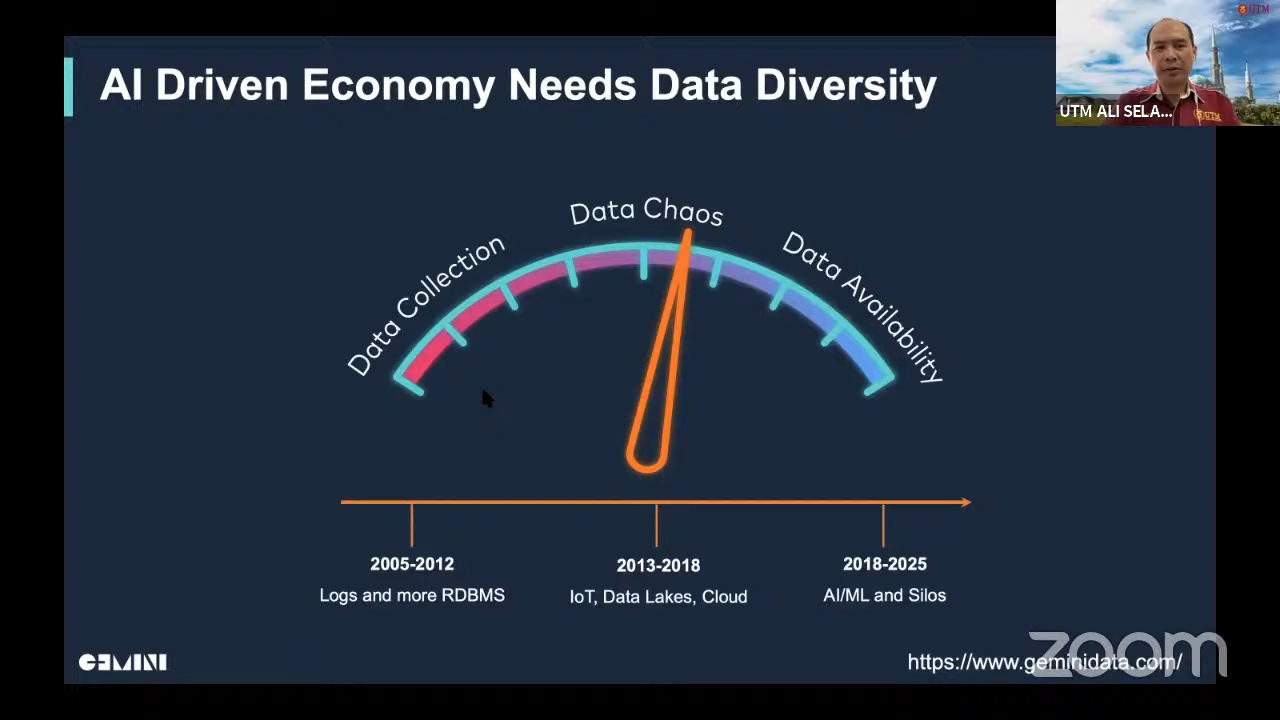 AI Driven Economy Needs Data Diversity
UTM
UTM
UTM ALI SELA...
Data Collection
Data Chaos
Data Availability
2005-2012
2013-2018
2018-2025
Logs and more RDBMS
IoT, Data Lakes, Cloud
AI/ML and Silos
GEMINI
https://www.geminidata.com/
zoom